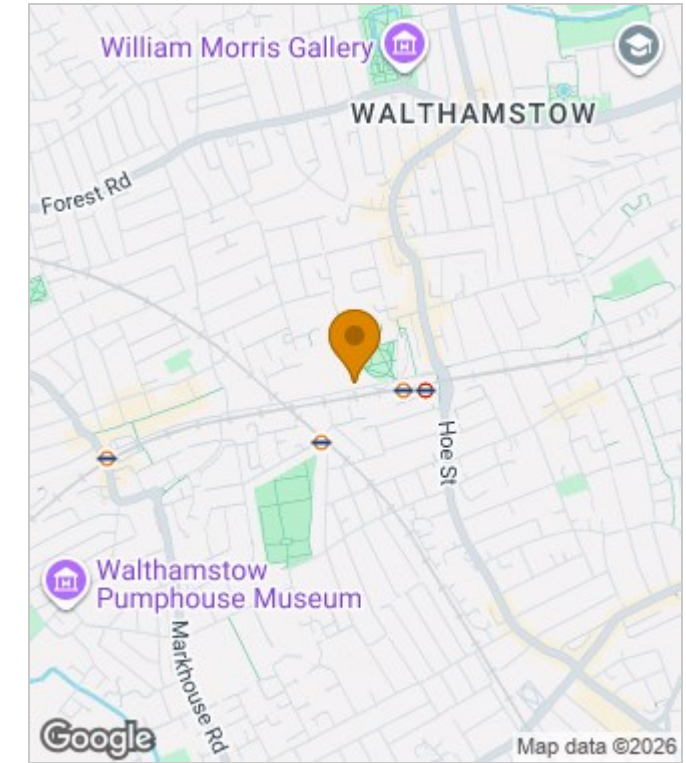 William Morris Gallery
WALTHAMSTOW
Forest Rd
Hoe St
Walthamstow
Pumphouse Museum
Markhouse Rd
Google
Map data ©2026